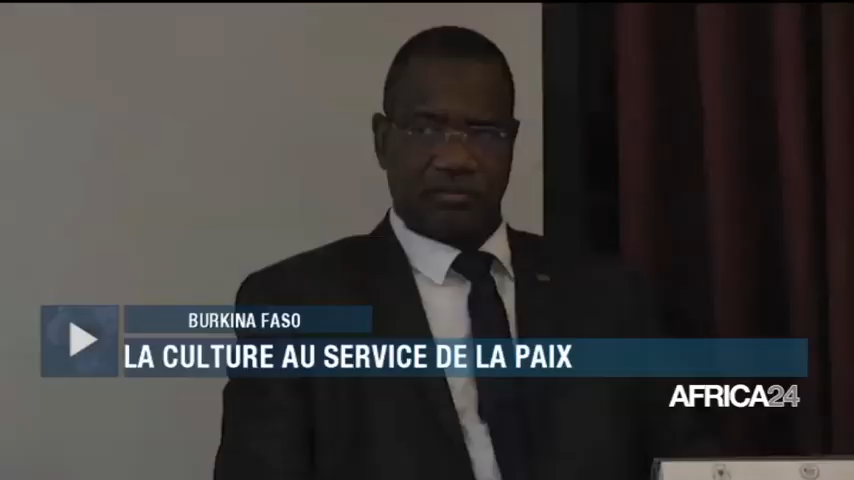 BURKINA FASO
LA CULTURE AU SERVICE DE LA PAIX
AFRICA24